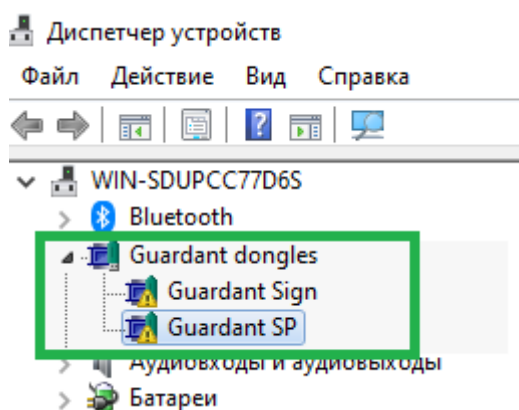 Диспетчер устройств
Файл Действие Вид Справка
WIN-SDUPCC77D6S
Bluetooth
Guardant dongles
Guardant Sign
Guardant SP
Аудиовходы и аудиовыходы
Батареи